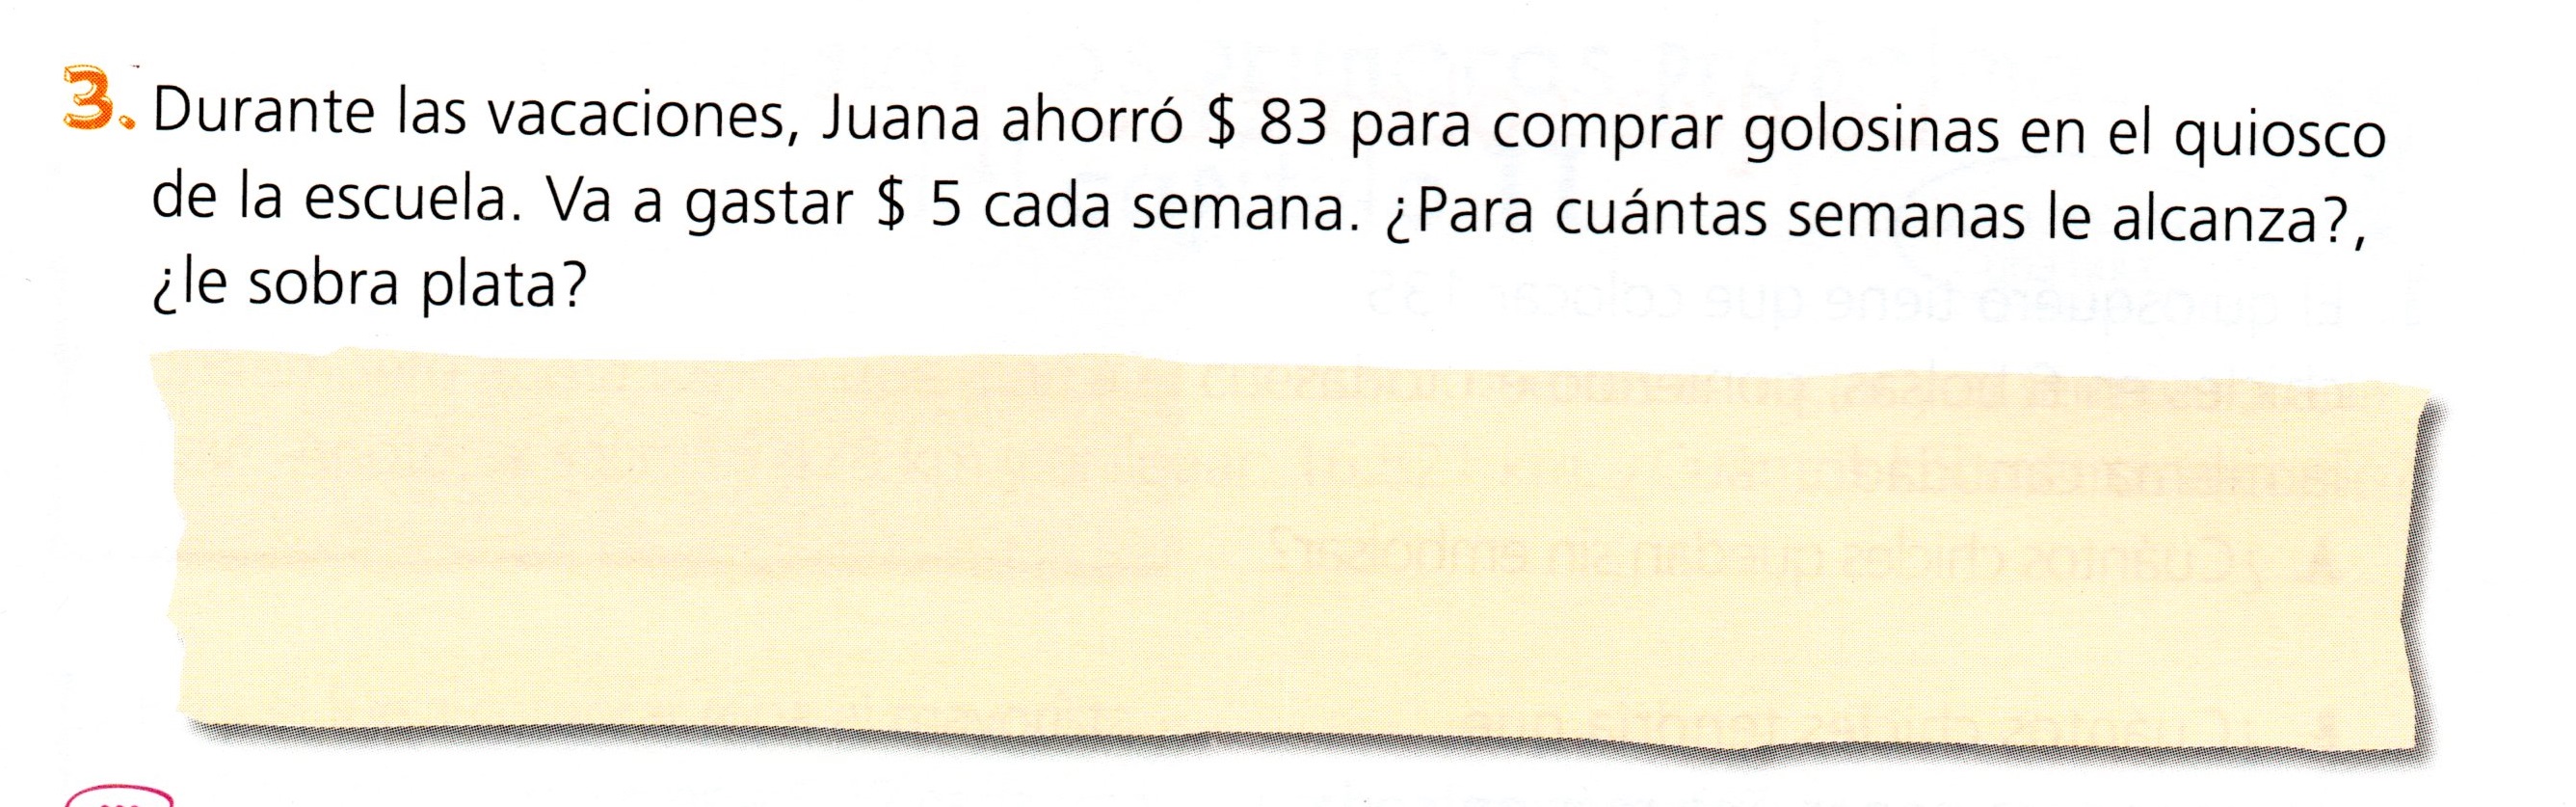 3. Durante las vacaciones, Juana ahorró $ 83 para comprar golosinas en el quiosco
de la escuela. Va a gastar $ 5 cada semana. ¿Para cuántas semanas le alcanza?,
¿le sobra plata?